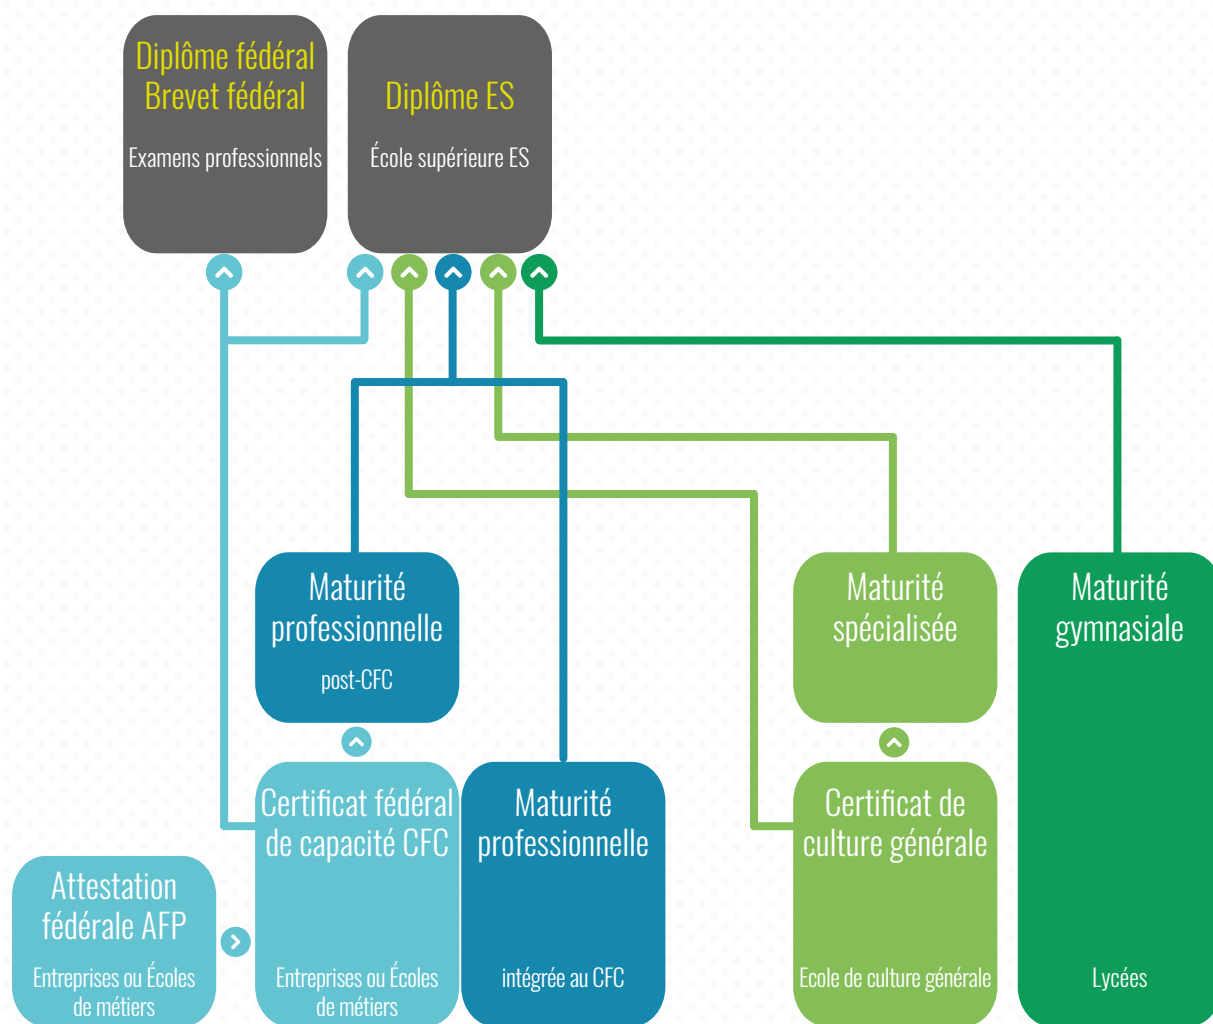 Diplôme fédéral
Brevet fédéral
Examens professionnels
Diplôme ES
École supérieure ES
Maturité
professionnelle
post-CFC
Maturité
spécialisée
Maturité
gymnasiale
Lycées
Certificat fédéral
de capacité CFC
Entreprises ou Écoles
de métiers
Maturité
professionnelle
intégrée au CFC
Certificat de
culture générale
Ecole de culture générale
Attestation
fédérale AFP
Entreprises ou Écoles
de métiers